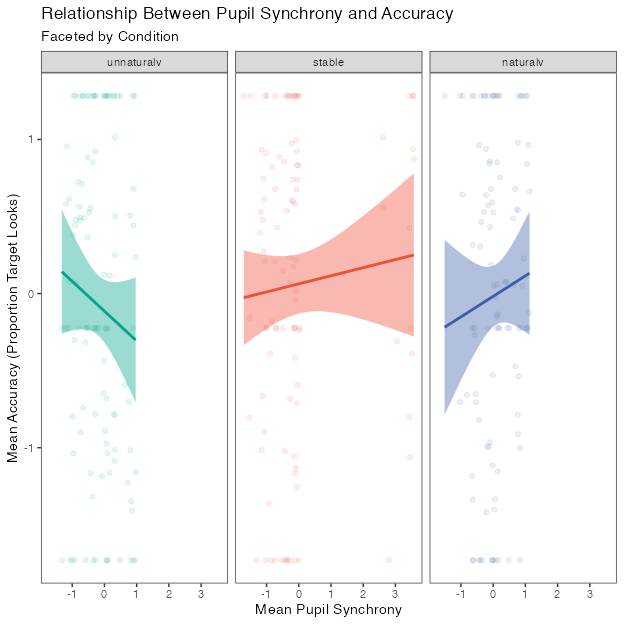 Relationship Between Pupil Synchrony and Accuracy
Faceted by Condition
unnaturalv stable naturalv
Mean Accuracy (Proportion Target Looks)
1
0
-1
-1 0 1 2 3 -1 0 1 2 3 -1 0 1 2 3
Mean Pupil Synchrony